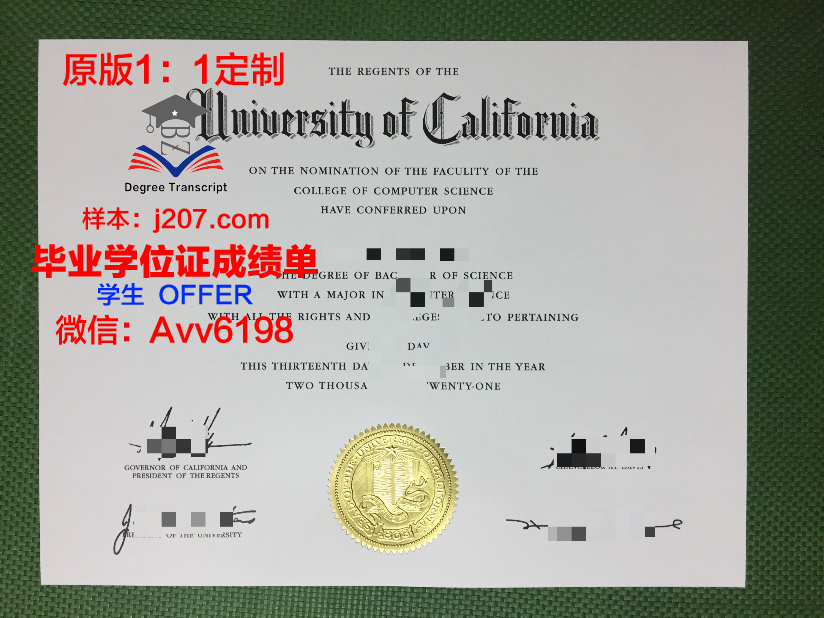 原版1：1定制
THE REGENTS OF THE
University of California
BZ
ON THE NOMINATION OF THE FACULITY OF THE
Degree Transcript
COLLEGE OF COMPUTER SCIENCE
样本：j207.com
HAVE CONFERRED UPON
毕业学位证成绩单
THE DEGREE OF OF SCIENCE
学生 OFFER
WITH A MAJOR IN
微信：Avv6198
WITH ALL THE RIGHTS AND PERTAINING
THIS THIRTEENTH IN THE YEAR
TWO
GOVERNOR OF CALIFORNIA AND
PRESIDENT OF THE REGENTS
OF THE UNIVERSITY